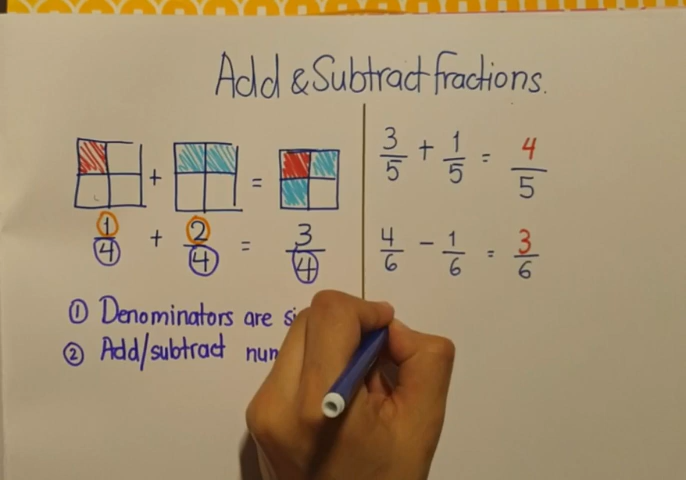 Add & Subtract fractions.
1/4 + 2/4 = 3/4
① Denominators are
② Add/subtract
3/5 + 1/5 = 4/5
4/6 - 1/6 = 3/6